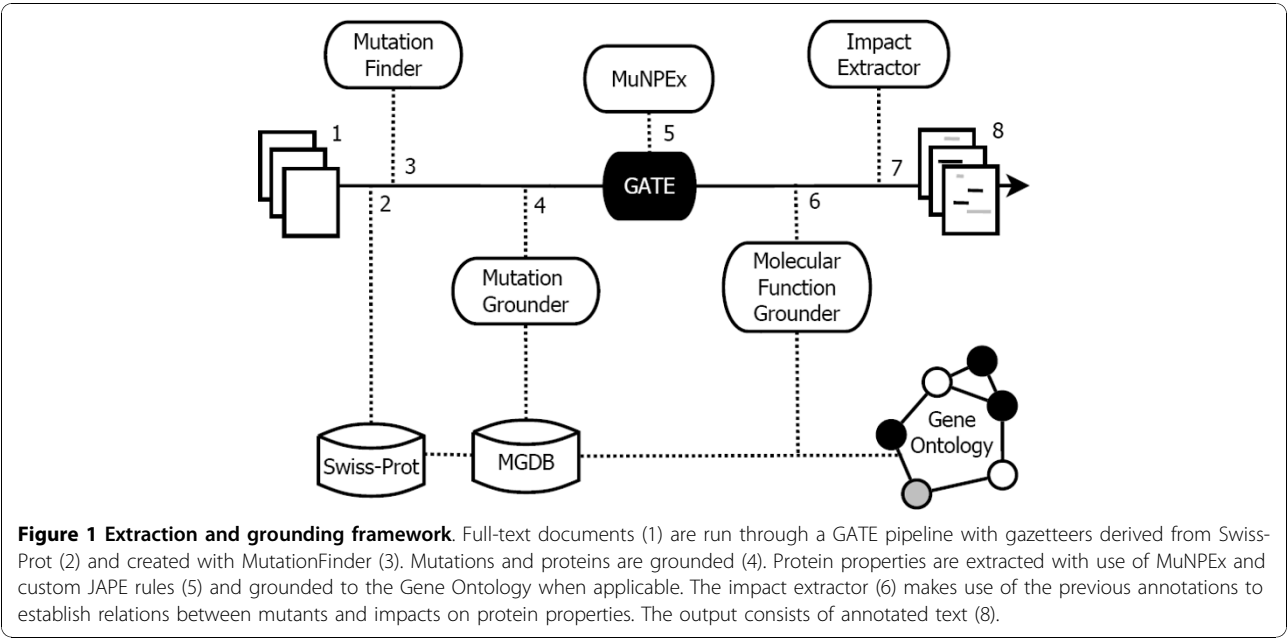 Mutation
Finder
MuNPEx
Impact
Extractor
1
3
5
7
8
GATE
2
4
6
Mutation
Grounder
Molecular
Function
Grounder
Gene
Ontology
Swiss-Prot
MGDB
Figure 1 Extraction and grounding framework. Full-text documents (1) are run through a GATE pipeline with gazetteers derived from Swiss-
Prot (2) and created with MutationFinder (3). Mutations and proteins are grounded (4). Protein properties are extracted with use of MuNPEx and
custom JAPE rules (5) and grounded to the Gene Ontology when applicable. The impact extractor (6) makes use of the previous annotations to
establish relations between mutants and impacts on protein properties. The output consists of annotated text (8).